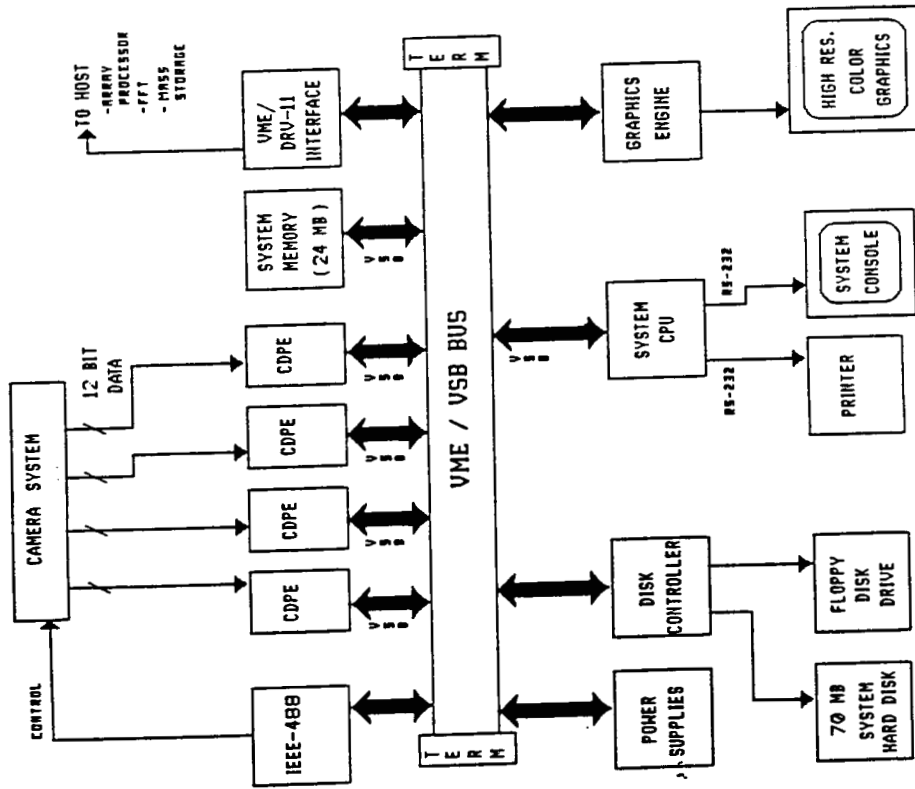 CAMERA SYSTEM
CONTROL
12 BIT
DATA
TO HOST
-ARRAY
PROCESSOR
-FFT
- MASS
STORAGE
IEEE-488
CDPE
CDPE
CDPE
CDPE
SYSTEM
MEMORY
(24 MB)
VME/
DRV-11
INTERFACE
VSB
VSB
VSB
VSB
VSB
TERM
VME / VSB BUS
TERM
VSB
POWER
SUPPLIES
DISK
CONTROLLER
SYSTEM
CPU
GRAPHICS
ENGINE
RS-232
RS-232
70 MB
SYSTEM
HARD DISK
FLOPPY
DISK
DRIVE
PRINTER
SYSTEM
CONSOLE
HIGH RES.
COLOR
GRAPHICS